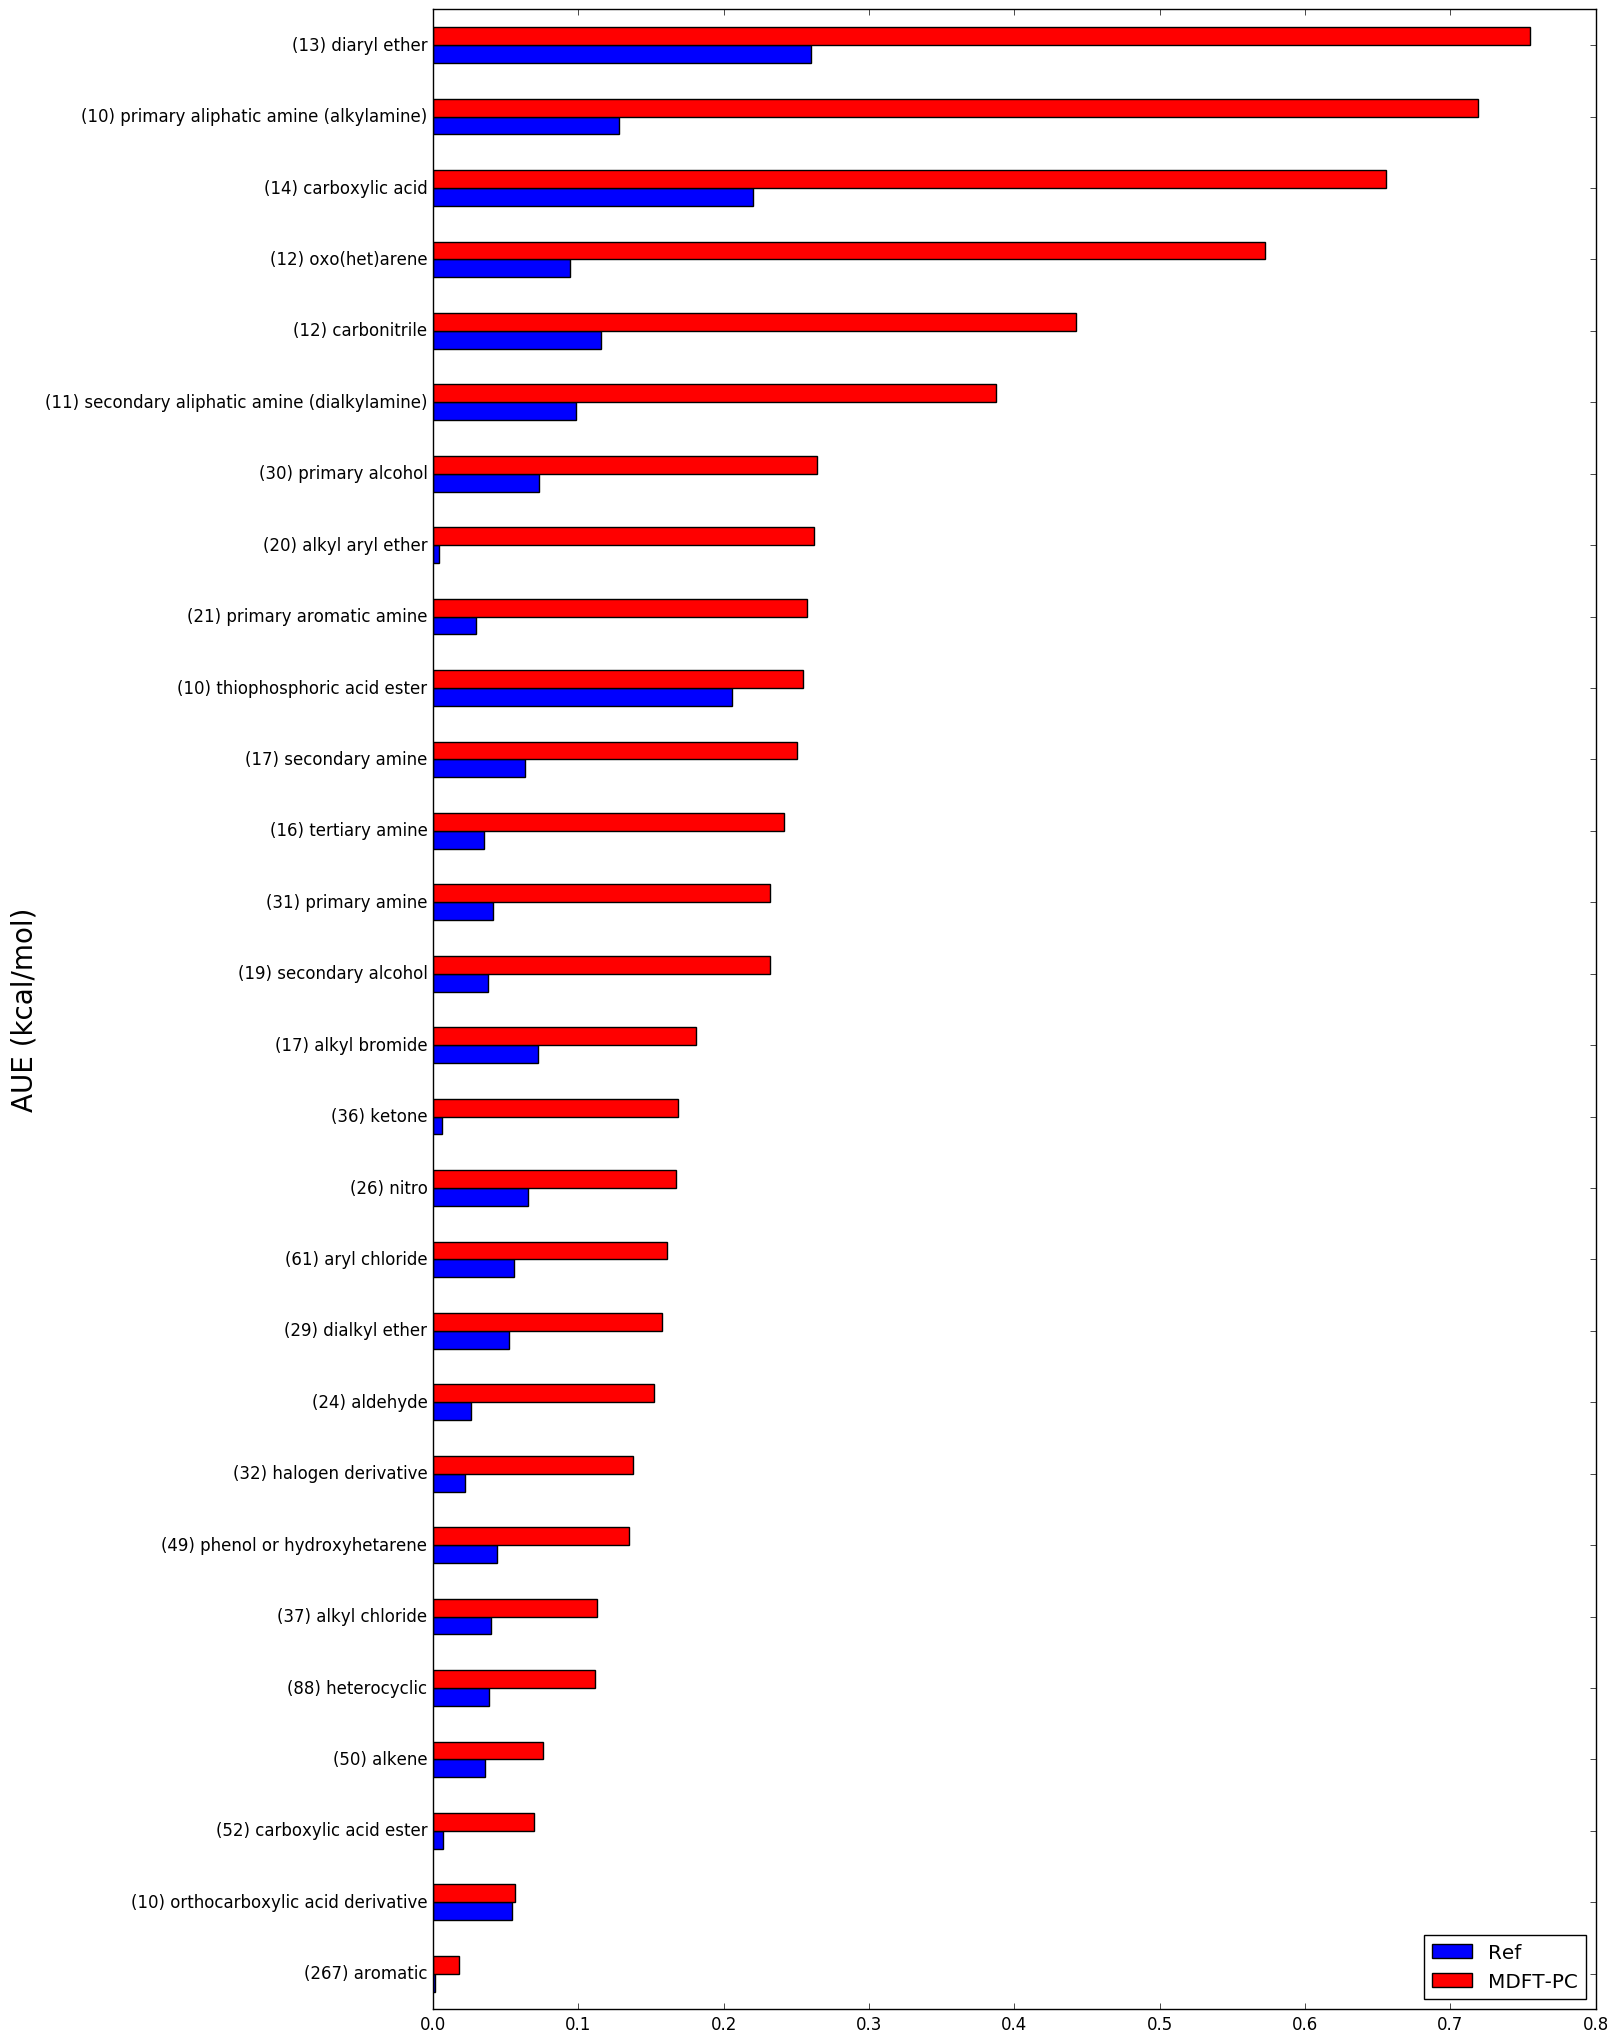 (13) diaryl ether
(10) primary aliphatic amine (alkylamine)
(14) carboxylic acid
(12) oxo(het)arene
(12) carbonitrile
(11) secondary aliphatic amine (dialkylamine)
(30) primary alcohol
(20) alkyl aryl ether
(21) primary aromatic amine
(10) thiophosphoric acid ester
(17) secondary amine
(16) tertiary amine
(31) primary amine
(19) secondary alcohol
(17) alkyl bromide
(36) ketone
(26) nitro
(61) aryl chloride
(29) dialkyl ether
(24) aldehyde
(32) halogen derivative
(49) phenol or hydroxyhetarene
(37) alkyl chloride
(88) heterocyclic
(50) alkene
(52) carboxylic acid ester
(10) orthocarboxylic acid derivative
(267) aromatic
AUE (kcal/mol)
Ref
MDFT-PC
0.0 0.1 0.2 0.3 0.4 0.5 0.6 0.7 0.8